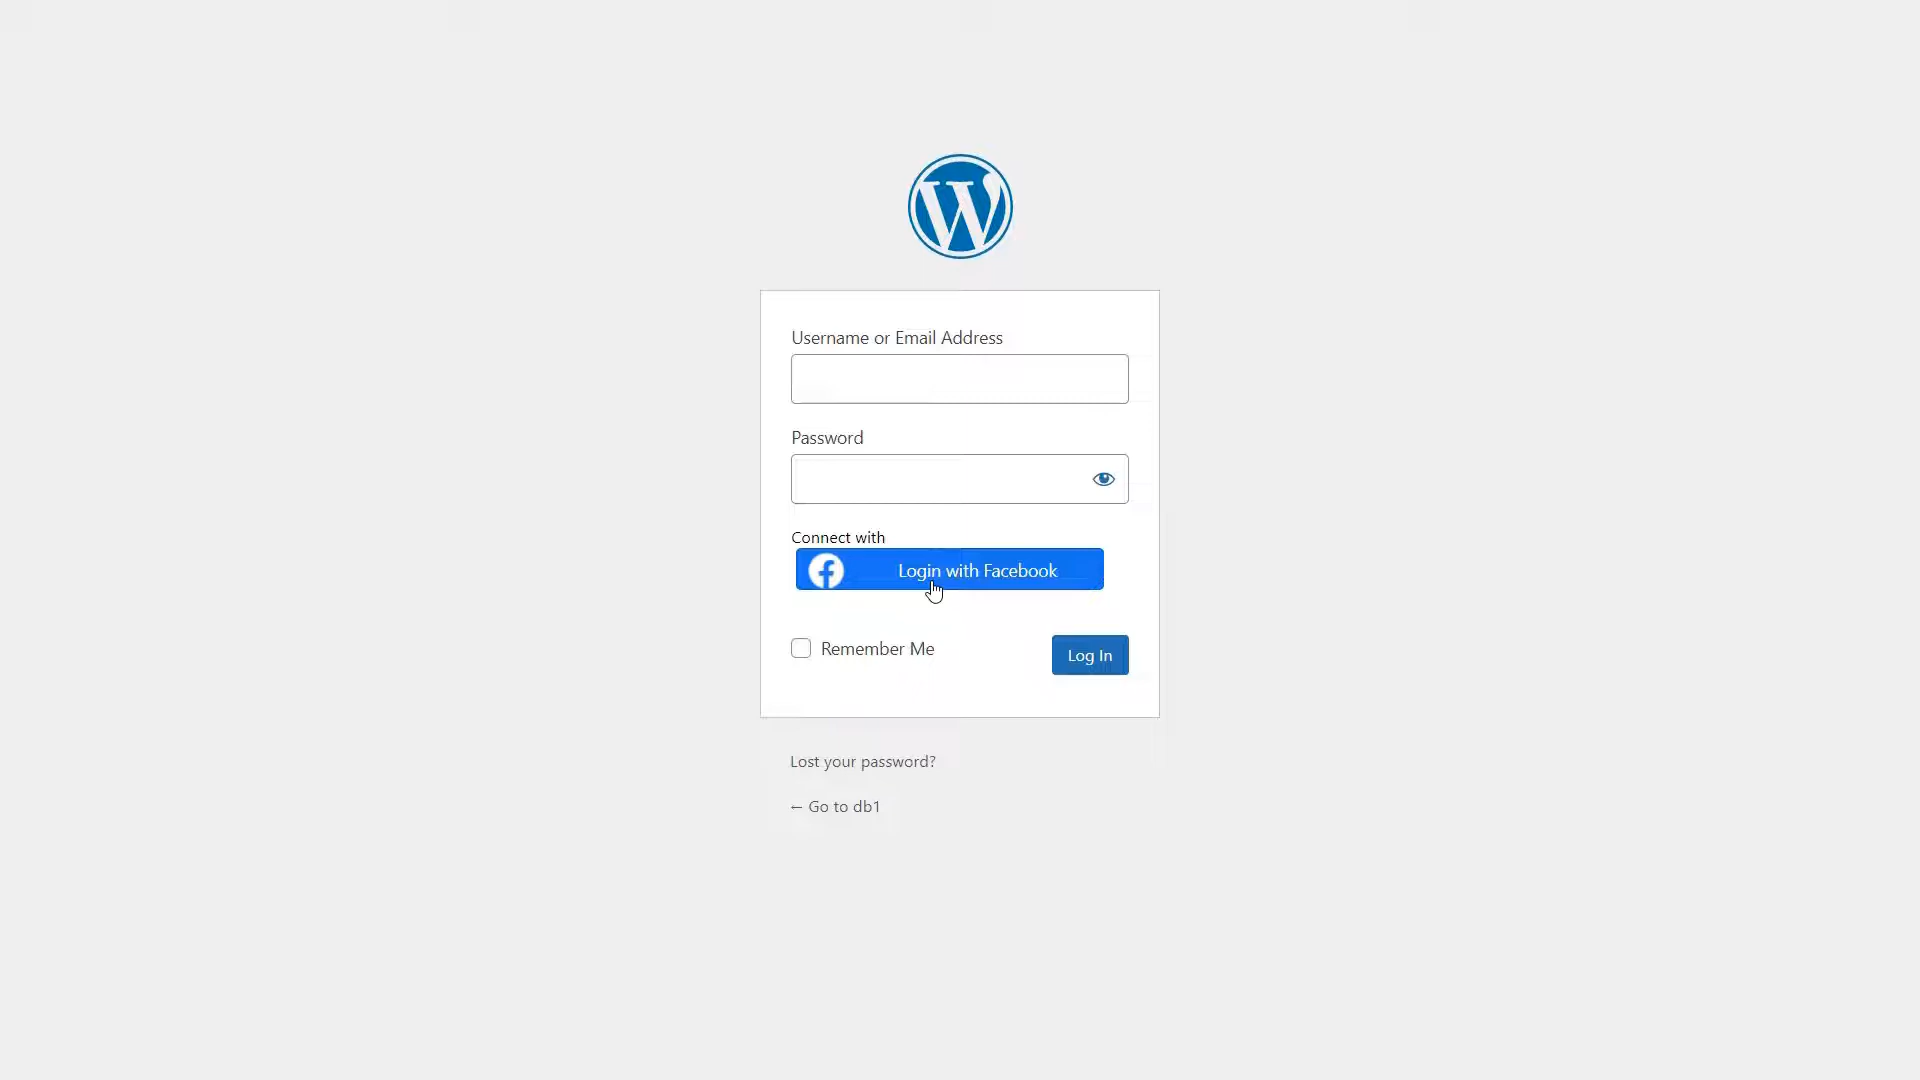 Username or Email Address
Password
Connect with
Login with Facebook
Remember Me
Log In
Lost your password?
← Go to db1